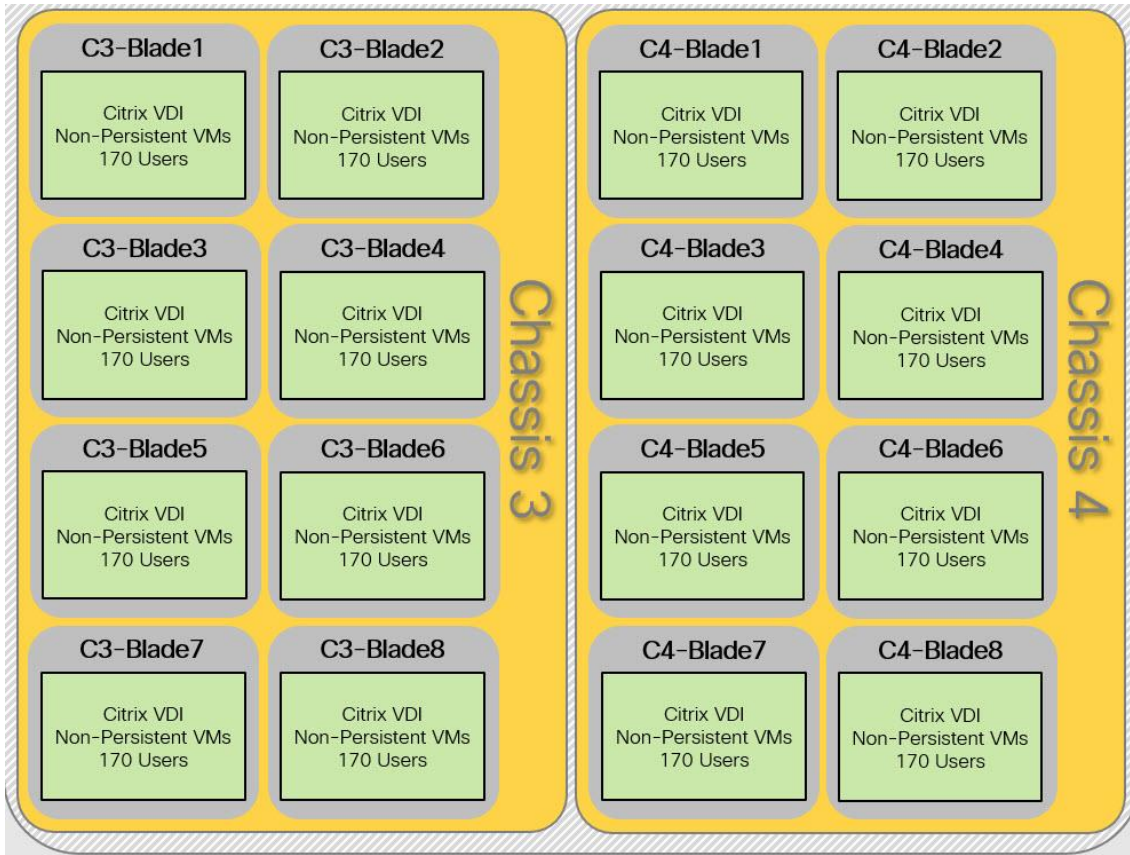 C3-Blade1
Citrix VDI
Non-Persistent VMs
170 Users
C3-Blade2
Citrix VDI
Non-Persistent VMs
170 Users
C3-Blade3
Citrix VDI
Non-Persistent VMs
170 Users
C3-Blade4
Citrix VDI
Non-Persistent VMs
170 Users
C3-Blade5
Citrix VDI
Non-Persistent VMs
170 Users
C3-Blade6
Citrix VDI
Non-Persistent VMs
170 Users
C3-Blade7
Citrix VDI
Non-Persistent VMs
170 Users
C3-Blade8
Citrix VDI
Non-Persistent VMs
170 Users
Chassis 3
C4-Blade1
Citrix VDI
Non-Persistent VMs
170 Users
C4-Blade2
Citrix VDI
Non-Persistent VMs
170 Users
C4-Blade3
Citrix VDI
Non-Persistent VMs
170 Users
C4-Blade4
Citrix VDI
Non-Persistent VMs
170 Users
C4-Blade5
Citrix VDI
Non-Persistent VMs
170 Users
C4-Blade6
Citrix VDI
Non-Persistent VMs
170 Users
C4-Blade7
Citrix VDI
Non-Persistent VMs
170 Users
C4-Blade8
Citrix VDI
Non-Persistent VMs
170 Users
Chassis 4